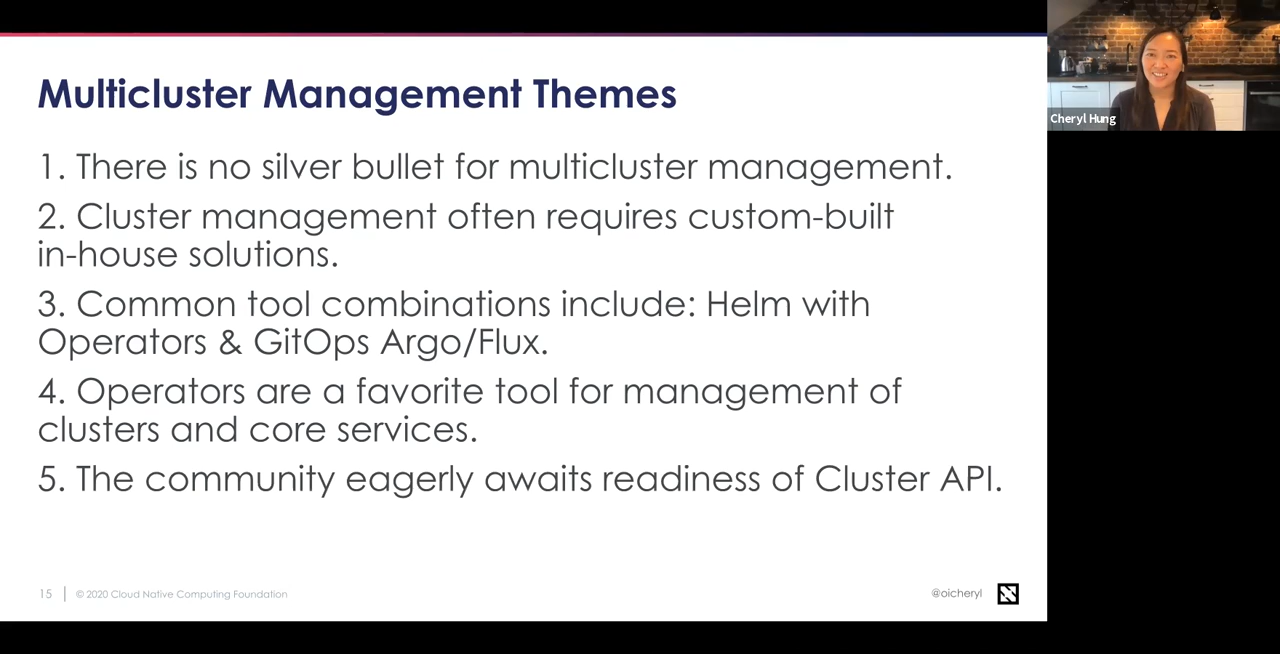 Multicluster Management Themes
1. There is no silver bullet for multicluster management.
2. Cluster management often requires custom-built
in-house solutions.
3. Common tool combinations include: Helm with
Operators & GitOps Argo/Flux.
4. Operators are a favorite tool for management of
clusters and core services.
5. The community eagerly awaits readiness of Cluster API.
15
© 2020 Cloud Native Computing Foundation
@oicheryl
Cheryl Hung